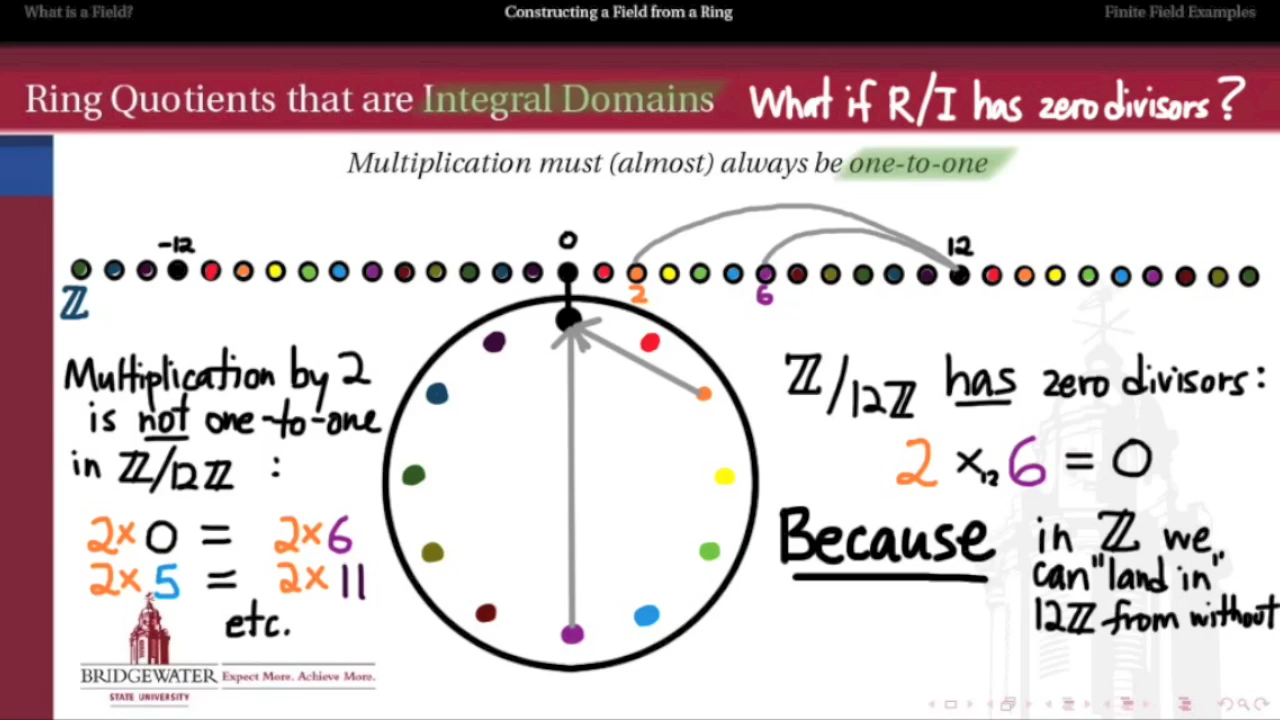 What is a Field?
Constructing a Field from a Ring
Finite Field Examples
Ring Quotients that are Integral Domains What if R/I has zero divisors?
Multiplication must (almost) always be one-to-one
-12
0
12
2
6
ℤ
Multiplication by 2
is not one-to-one
in ℤ/12ℤ :
2×0 = 2×6
2×5 = 2×11
etc.
ℤ/12ℤ has zero divisors:
2 ×₁₂ 6 = 0
Because in ℤ we
can "land in"
12ℤ from without
BRIDGEWATER
STATE UNIVERSITY
Expect More. Achieve More.